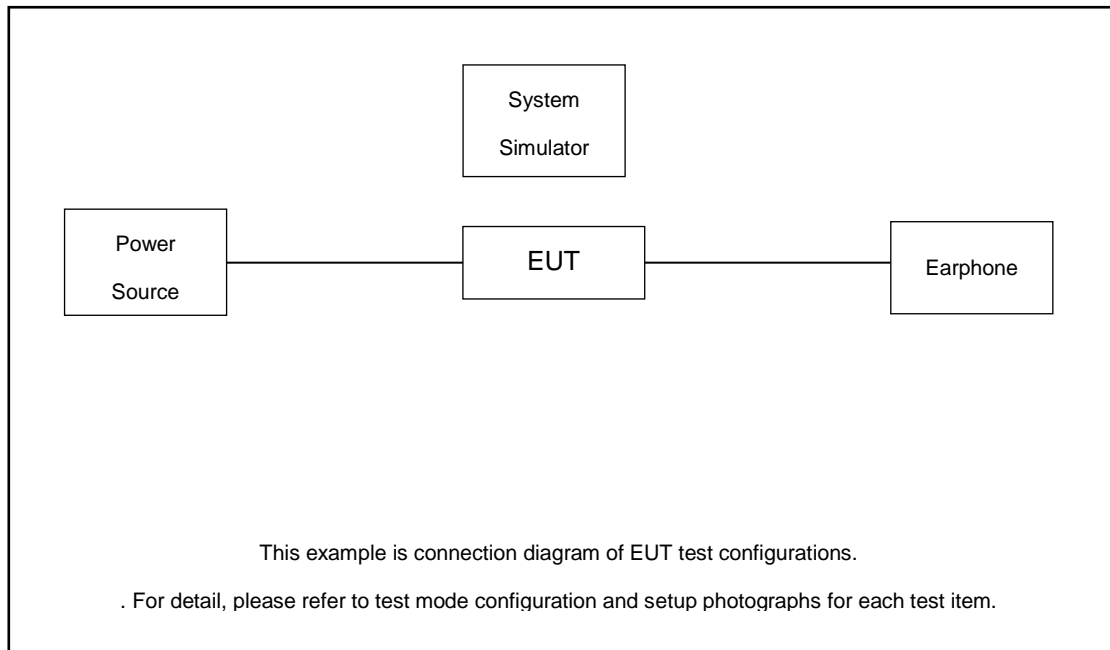 System
Simulator
Power
Source
EUT
Earphone
This example is connection diagram of EUT test configurations.
. For detail, please refer to test mode configuration and setup photographs for each test item.